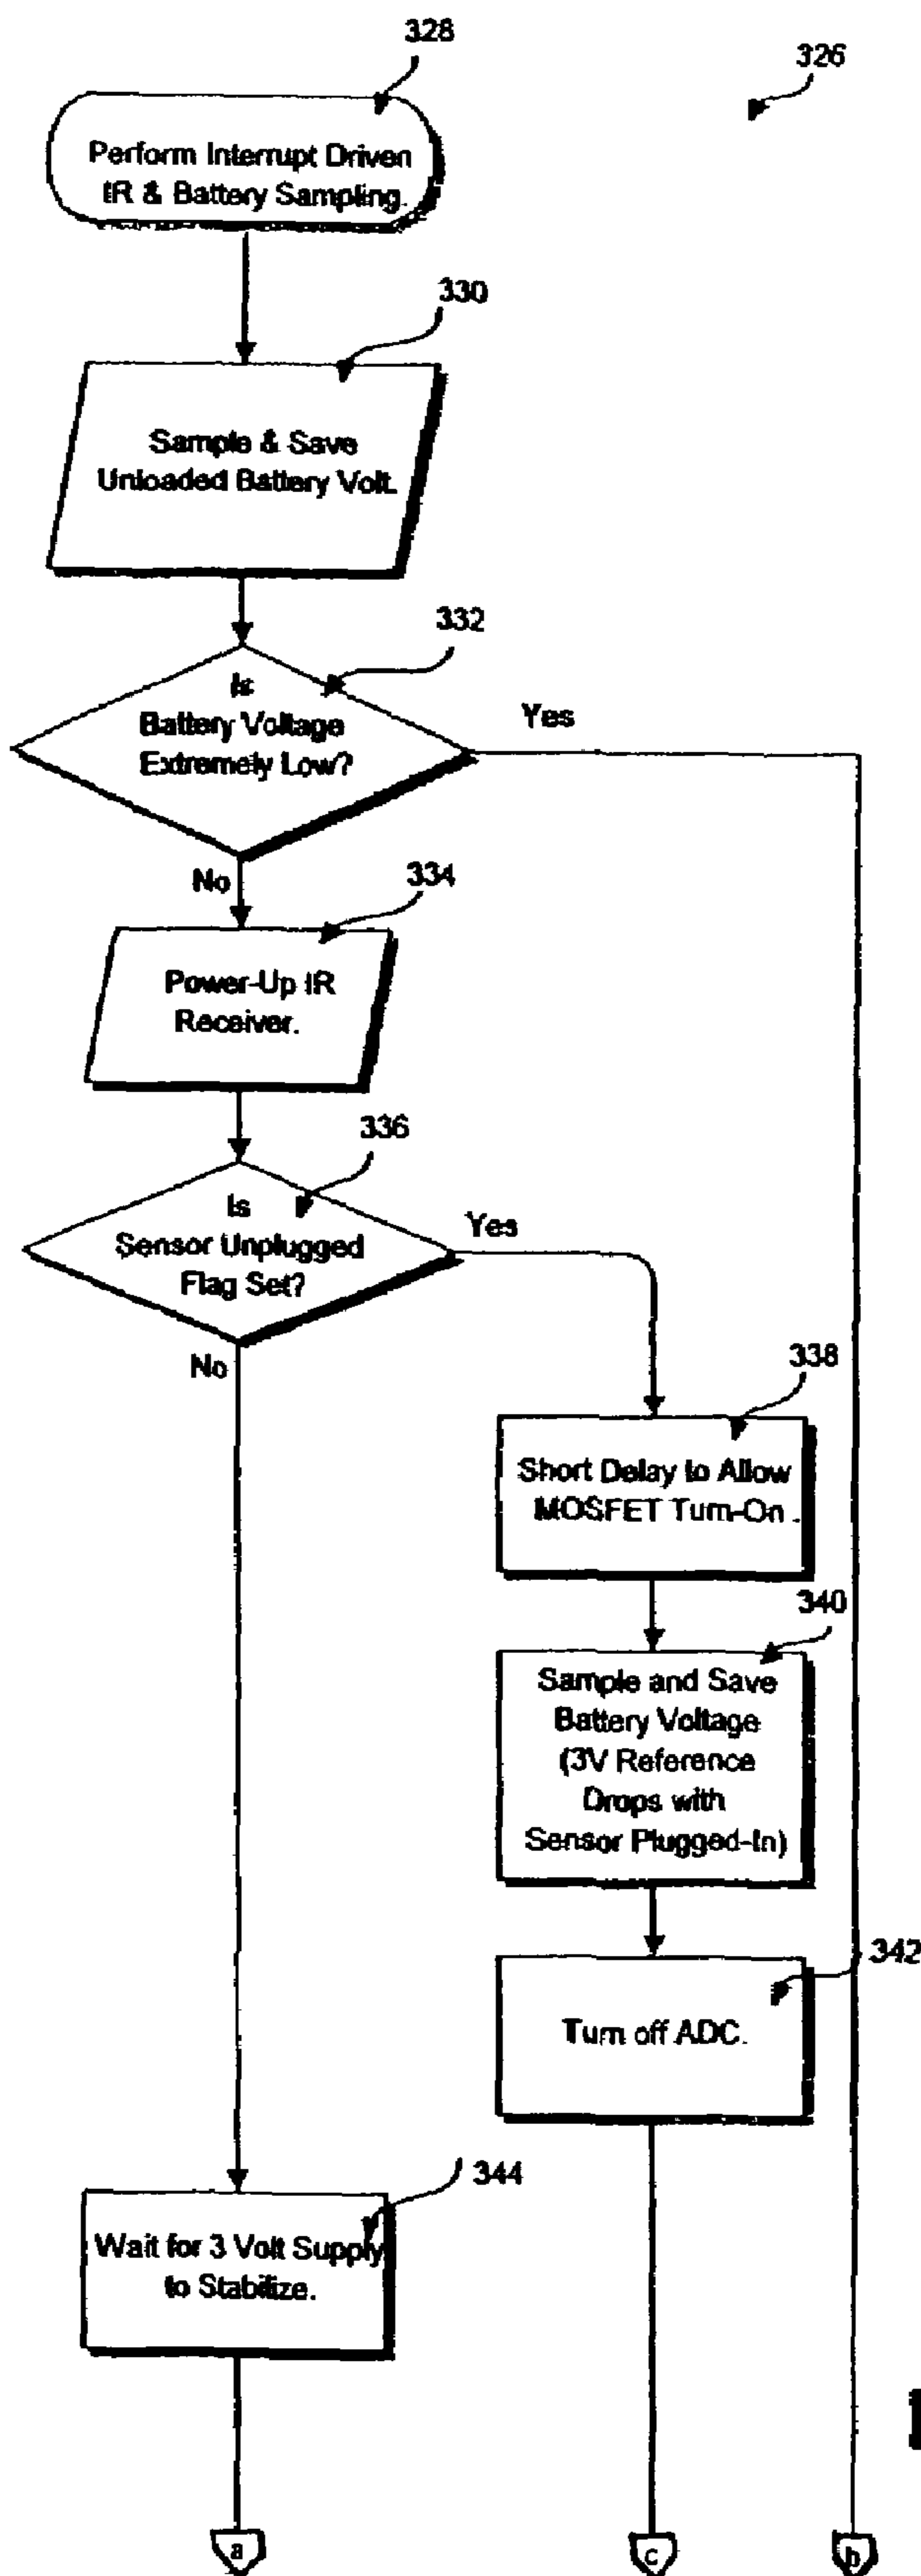 328
326
Perform Interrupt Driven
IR & Battery Sampling.
330
Sample & Save
Unloaded Battery Volt.
332
Is
Battery Voltage
Extremely Low?
Yes
No
334
Power-Up IR
Receiver.
336
Is
Sensor Unplugged
Flag Set?
Yes
No
338
Short Delay to Allow
MOSFET Turn-On .
340
Sample and Save
Battery Voltage
(3V Reference
Drops with
Sensor Plugged-In)
342
Turn off ADC.
344
Wait for 3 Volt Supply
to Stabilize.
a
c
b